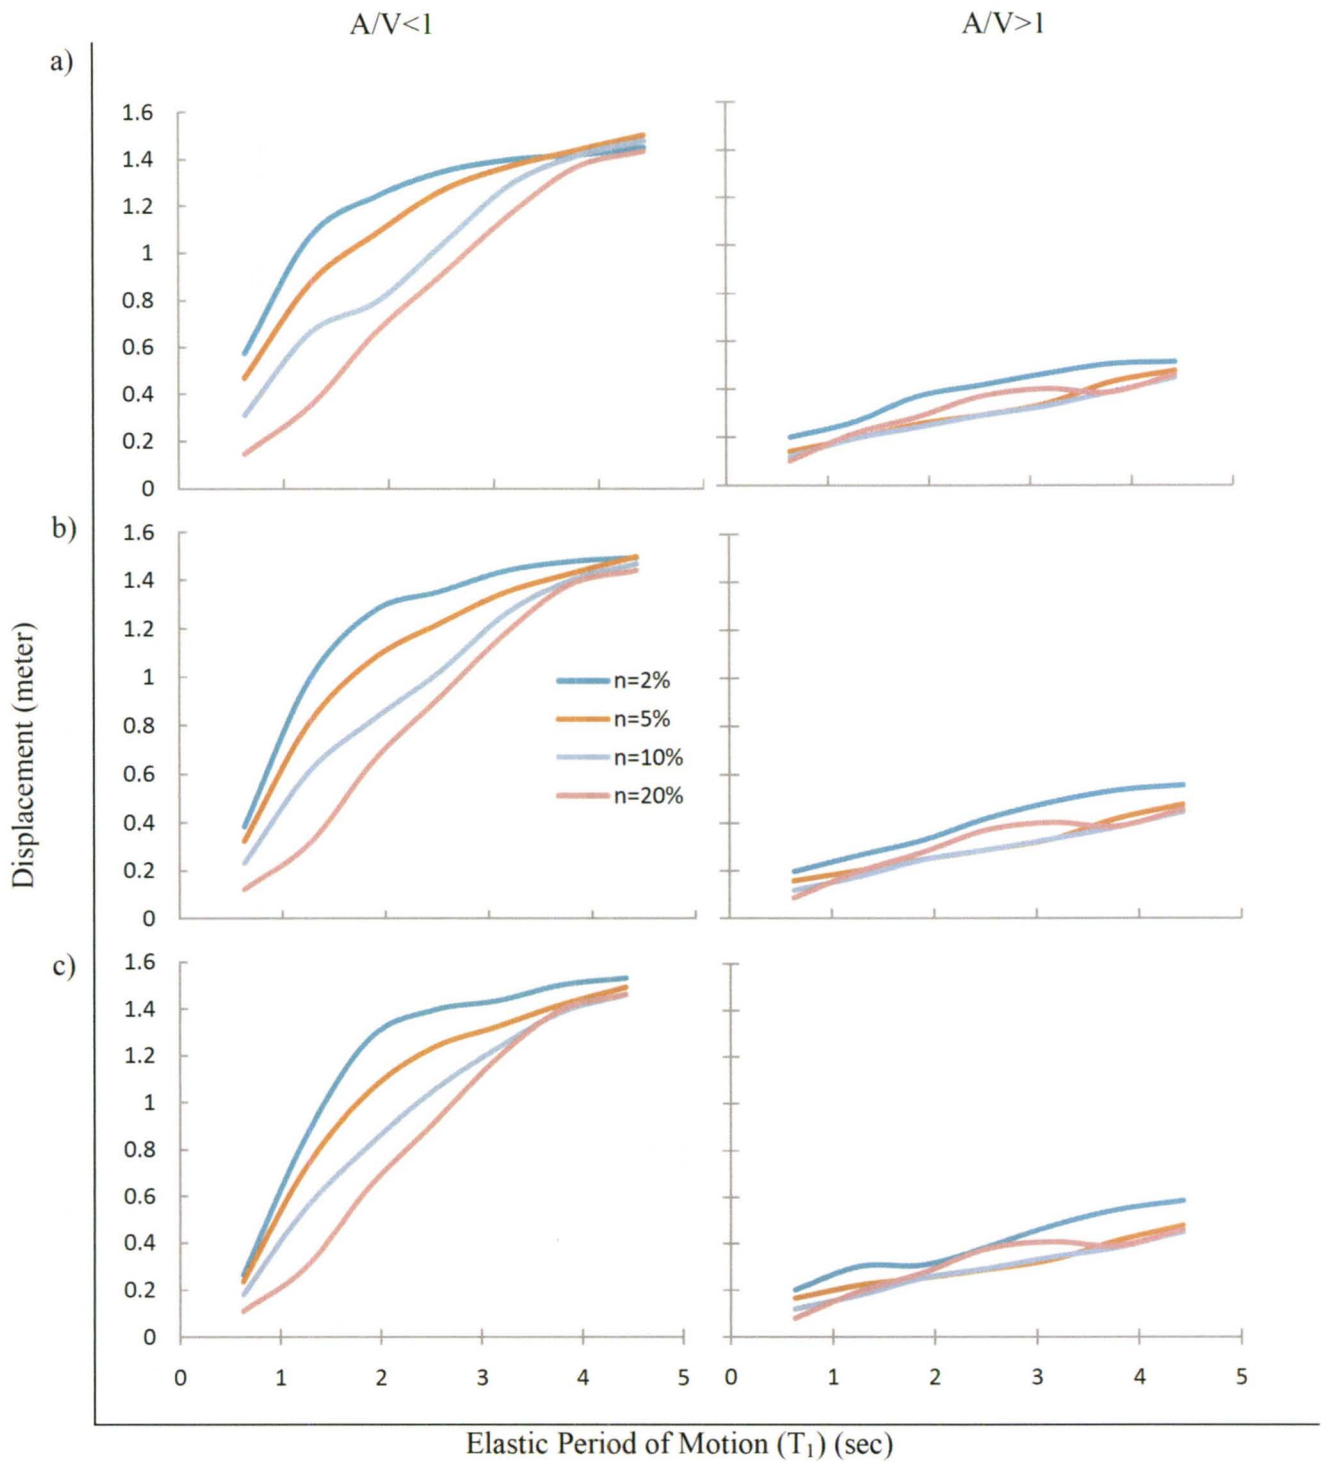 A/V<1
A/V>1
a)
1.6
1.4
1.2
1
0.8
0.6
0.4
0.2
0
b)
1.6
1.4
1.2
1
0.8
0.6
0.4
0.2
0
n=2%
n=5%
n=10%
n=20%
Displacement (meter)
c)
1.6
1.4
1.2
1
0.8
0.6
0.4
0.2
0
0 1 2 3 4 5
0 1 2 3 4 5
Elastic Period of Motion (T₁) (sec)